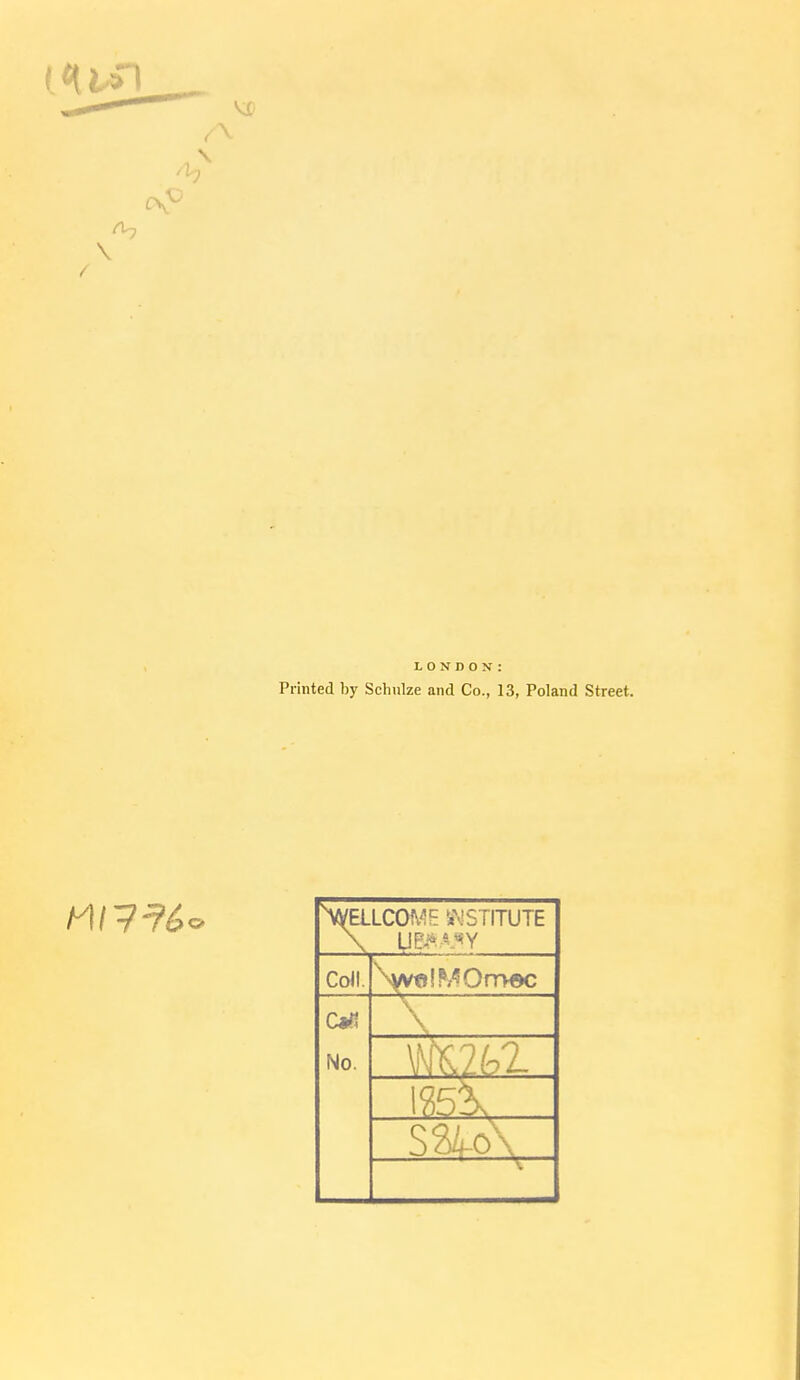 LONDON:
Printed by Schulze and Co., 13, Poland Street.
M17760
WELLCOME INSTITUTE
LIBRARY
Coll. welMOmec
Call
No. WK262
1853
S240